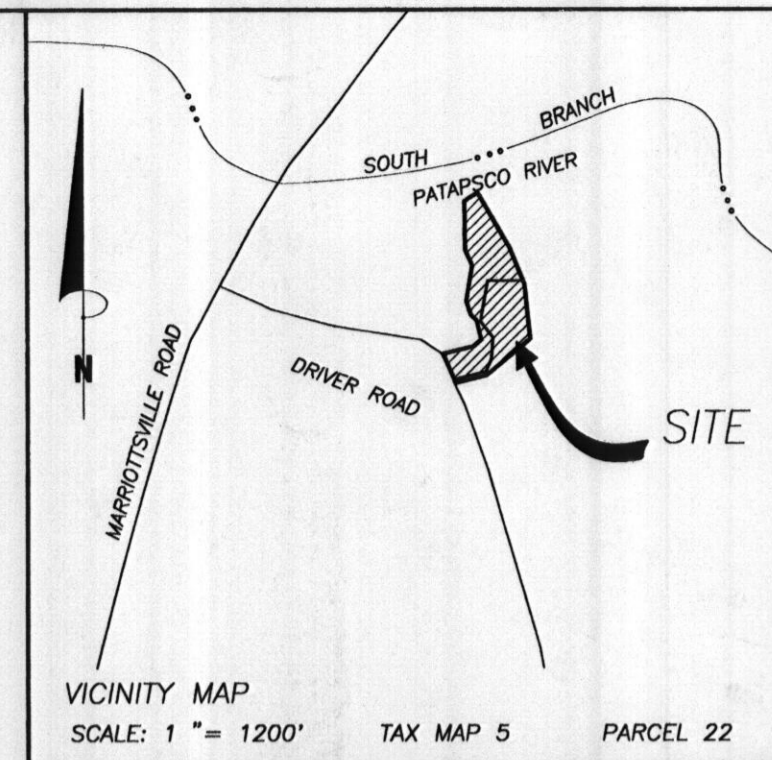 SOUTH BRANCH
PATAPSCO RIVER
N
MARRIOTTSVILLE ROAD
DRIVER ROAD
SITE
VICINITY MAP
SCALE: 1 "= 1200' TAX MAP 5 PARCEL 22